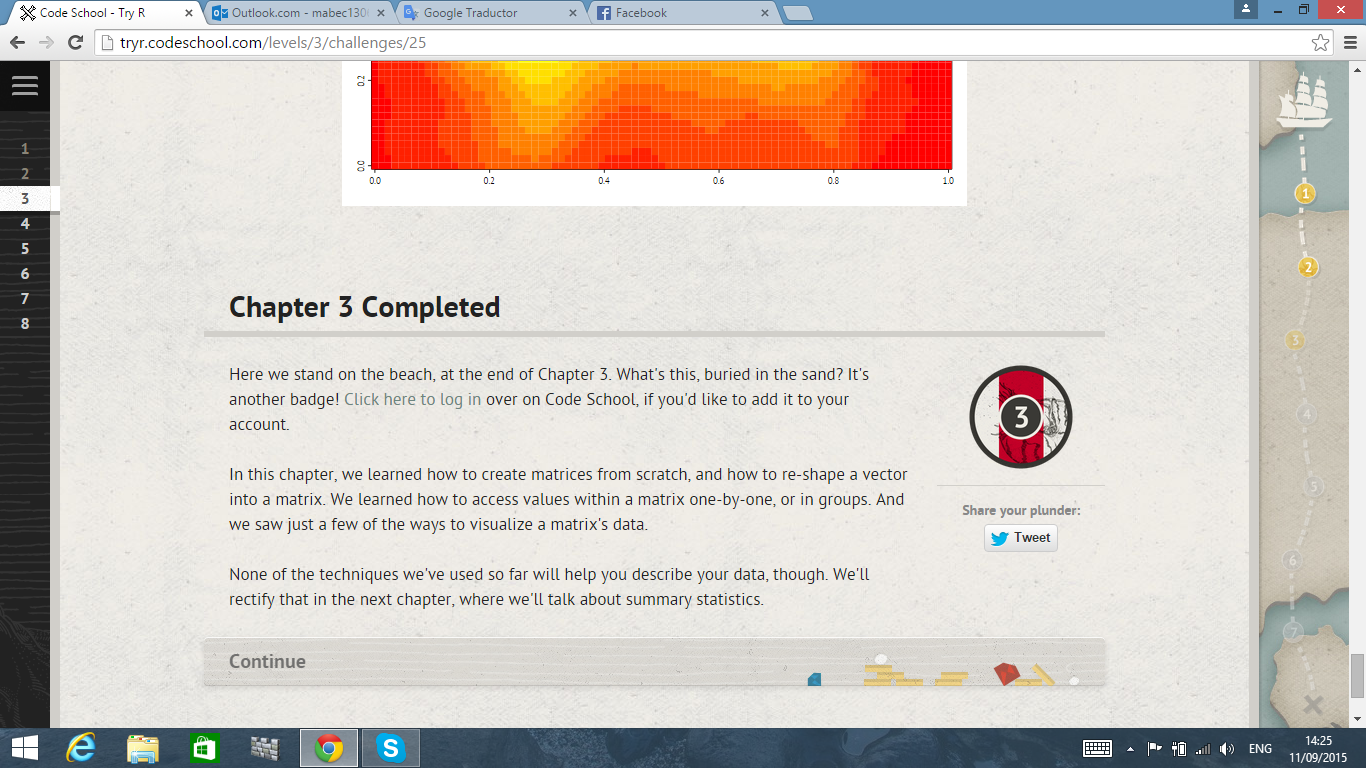 Code School - Try R
Outlook.com - mabec130
Google Traductor
Facebook
tryr.codeschool.com/levels/3/challenges/25
1
2
3
4
5
6
7
8
0.2
0.0
0.0 0.2 0.4 0.6 0.8 1.0
Chapter 3 Completed
Here we stand on the beach, at the end of Chapter 3. What's this, buried in the sand? It's
another badge! Click here to log in over on Code School, if you'd like to add it to your
account.
In this chapter, we learned how to create matrices from scratch, and how to re-shape a vector
into a matrix. We learned how to access values within a matrix one-by-one, or in groups. And
we saw just a few of the ways to visualize a matrix's data.
None of the techniques we've used so far will help you describe your data, though. We'll
rectify that in the next chapter, where we'll talk about summary statistics.
3
Share your plunder:
Tweet
Continue
1
2
3
4
5
6
7
ENG
14:25
11/09/2015